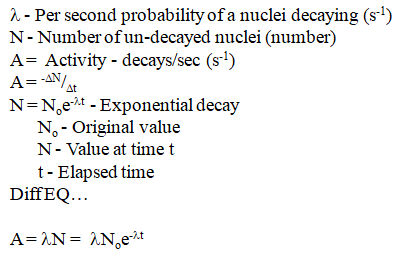 λ - Per second probability of a nuclei decaying (s⁻¹)
N - Number of un-decayed nuclei (number)
A = Activity - decays/sec (s⁻¹)
A = -ΔN/Δt
N = Nₒe^-λt - Exponential decay
Nₒ - Original value
N - Value at time t
t - Elapsed time
DiffEQ…
A = λN = λNₒe^-λt